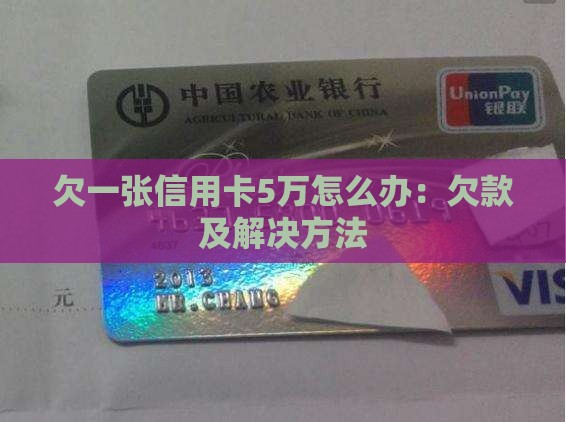 中国农业银行
AGRICULTURAL BANK OF CHINA
UnionPay
银联
欠一张信用卡5万怎么办：欠款
及解决方法
4637
VIS
2013
元